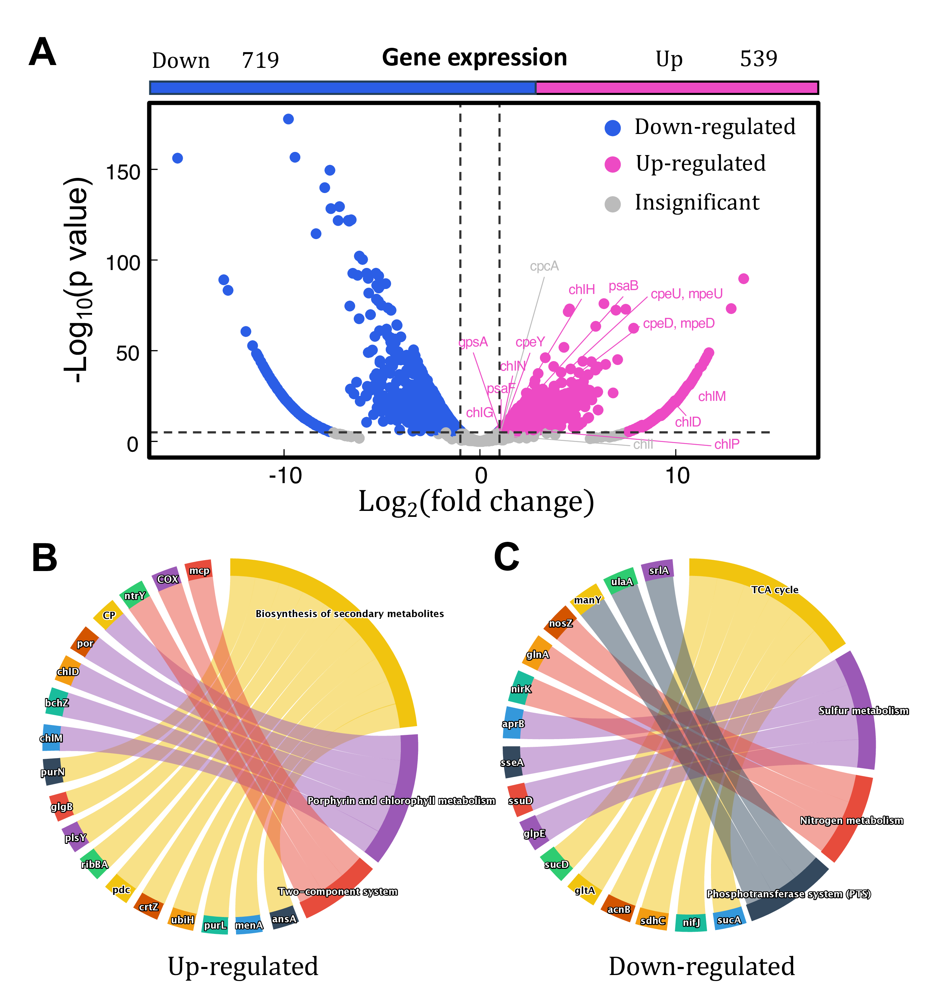 A
Down 719 Gene expression Up 539
Down-regulated
Up-regulated
Insignificant
-Log10(p value)
150
100
50
0
cpcA
chlH
psaB
cpeU, mpeU
cpeD, mpeD
gpsA
cpeY
chlN
psaF
chlG
chlM
chlD
chlI
chlP
-10 0 10
Log2(fold change)
B
mcp
COX
ntrY
CP
por
chlD
bchZ
chlM
purN
glgB
plsY
ribBA
pdc
crtZ
ubiH
purL
menA
ansA
Biosynthesis of secondary metabolites
Porphyrin and chlorophyll metabolism
Two-component system
Up-regulated
C
srlA
ulaA
manY
nosZ
glnA
nirK
aprB
sseA
ssuD
glpE
sucD
gltA
acnB
sdhC
nifJ
sucA
TCA cycle
Sulfur metabolism
Nitrogen metabolism
Phosphotransferase system (PTS)
Down-regulated